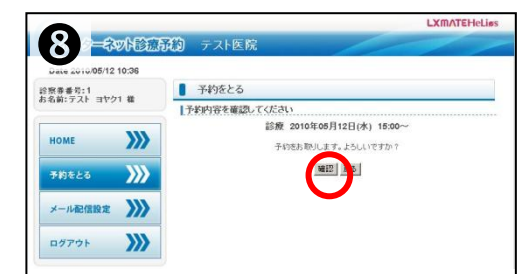 LXMATEHeLios
8
ーネット診療予約 テスト医院
Date 2010/05/12 10:36
診察券番号:1
お名前:テスト ヨヤク1 様
予約をとる
予約内容を確認してください
診療 2010年05月12日(水) 15:00～
予約をお取りします。よろしいですか?
確認 戻る
HOME
予約をとる
メール配信設定
ログアウト